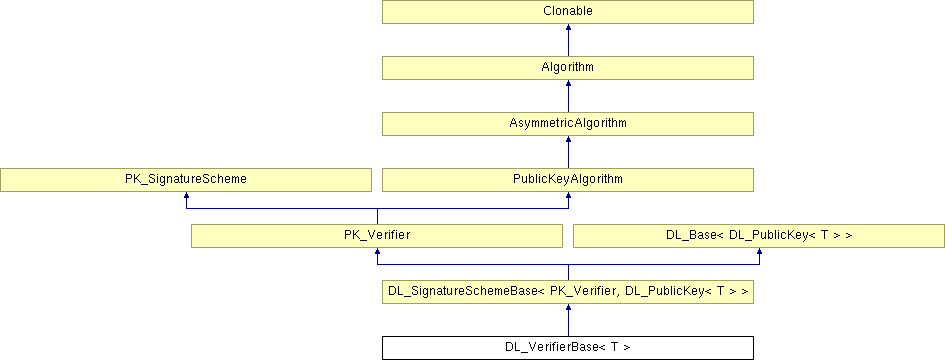 Clonable
Algorithm
AsymmetricAlgorithm
PK_SignatureScheme
PublicKeyAlgorithm
PK_Verifier
DL_Base< DL_PublicKey< T > >
DL_SignatureSchemeBase< PK_Verifier, DL_PublicKey< T > >
DL_VerifierBase< T >